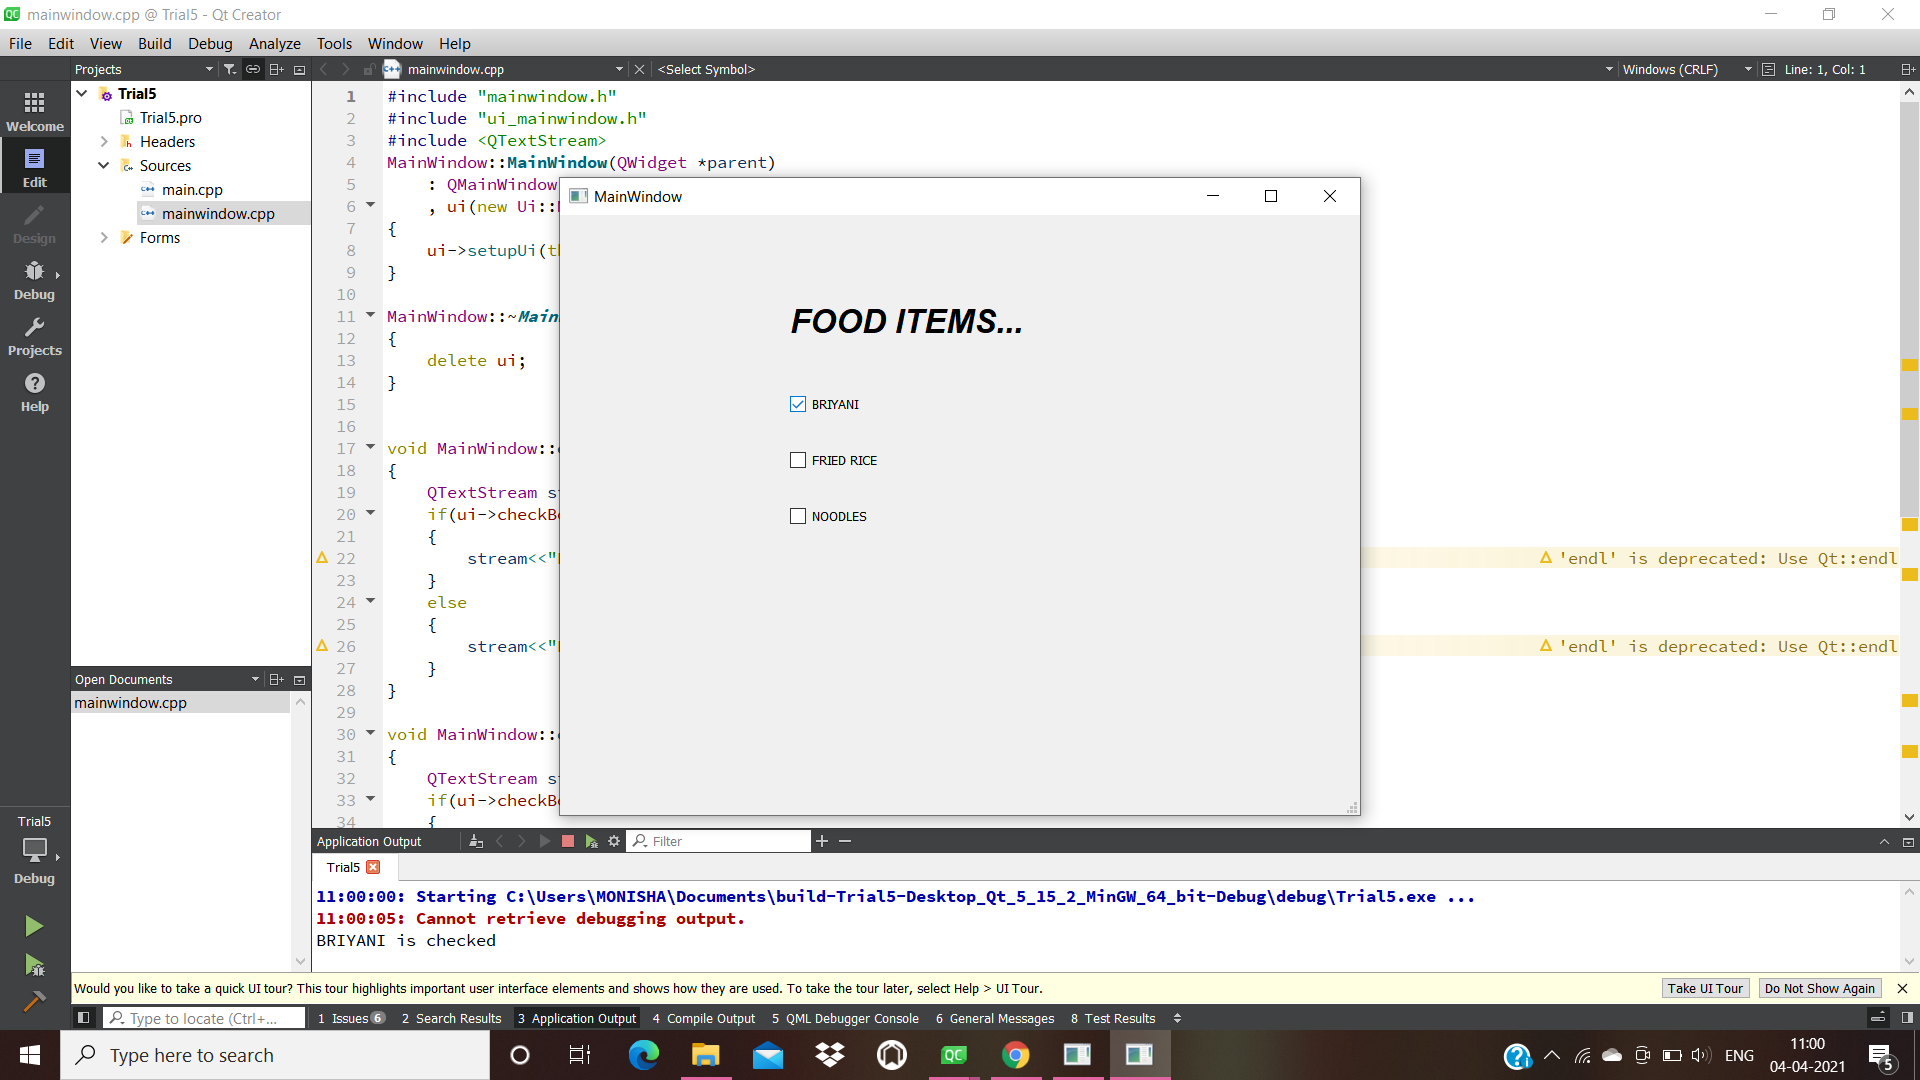 mainwindow.cpp @ Trial5 - Qt Creator
File Edit View Build Debug Analyze Tools Window Help
Projects
mainwindow.cpp
<Select Symbol>
Windows (CRLF)
Line: 1, Col: 1
Welcome
Edit
Design
Debug
Projects
Help
Trial5
Trial5.pro
Headers
Sources
main.cpp
mainwindow.cpp
Forms
Open Documents
mainwindow.cpp
1 #include "mainwindow.h"
2 #include "ui_mainwindow.h"
3 #include <QTextStream>
4 MainWindow::MainWindow(QWidget *parent)
5 : QMainWindow
6 , ui(new Ui::
7 {
8 ui->setupUi(
9 }
10
11 MainWindow::~Main
12 {
13 delete ui;
14 }
15
16
17 void MainWindow::
18 {
19 QTextStream
20 if(ui->checkB
21 {
22 stream<<" 'endl' is deprecated: Use Qt::endl
23 }
24 else
25 {
26 stream<<" 'endl' is deprecated: Use Qt::endl
27 }
28 }
29
30 void MainWindow::
31 {
32 QTextStream
33 if(ui->checkB
34 {
MainWindow
FOOD ITEMS...
BRIYANI
FRIED RICE
NOODLES
Trial5
Debug
Application Output
Filter
Trial5
11:00:00: Starting C:\Users\MONISHA\Documents\build-Trial5-Desktop_Qt_5_15_2_MinGW_64_bit-Debug\debug\Trial5.exe ...
11:00:05: Cannot retrieve debugging output.
BRIYANI is checked
Would you like to take a quick UI tour? This tour highlights important user interface elements and shows how they are used. To take the tour later, select Help > UI Tour.
Take UI Tour
Do Not Show Again
Type to locate (Ctrl+...
1 Issues 6 2 Search Results 3 Application Output 4 Compile Output 5 QML Debugger Console 6 General Messages 8 Test Results
Type here to search
ENG
11:00
04-04-2021
5